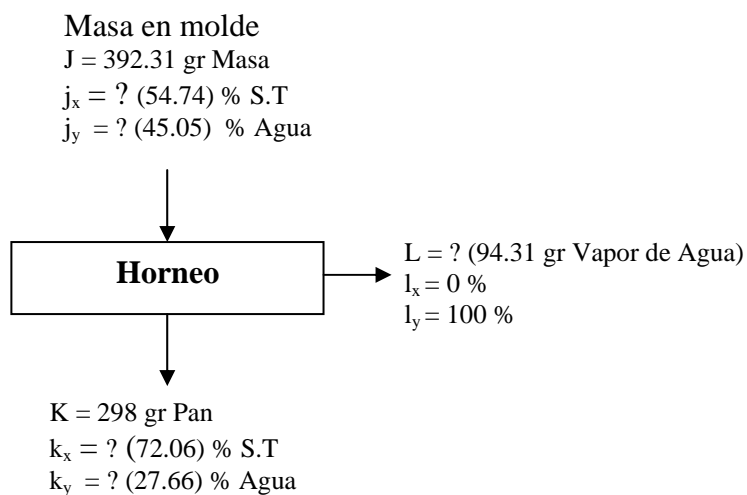 Masa en molde
J = 392.31 gr Masa
jx = ? (54.74) % S.T
jy = ? (45.05) % Agua
Horneo
L = ? (94.31 gr Vapor de Agua)
lx = 0 %
ly = 100 %
K = 298 gr Pan
kx = ? (72.06) % S.T
ky = ? (27.66) % Agua